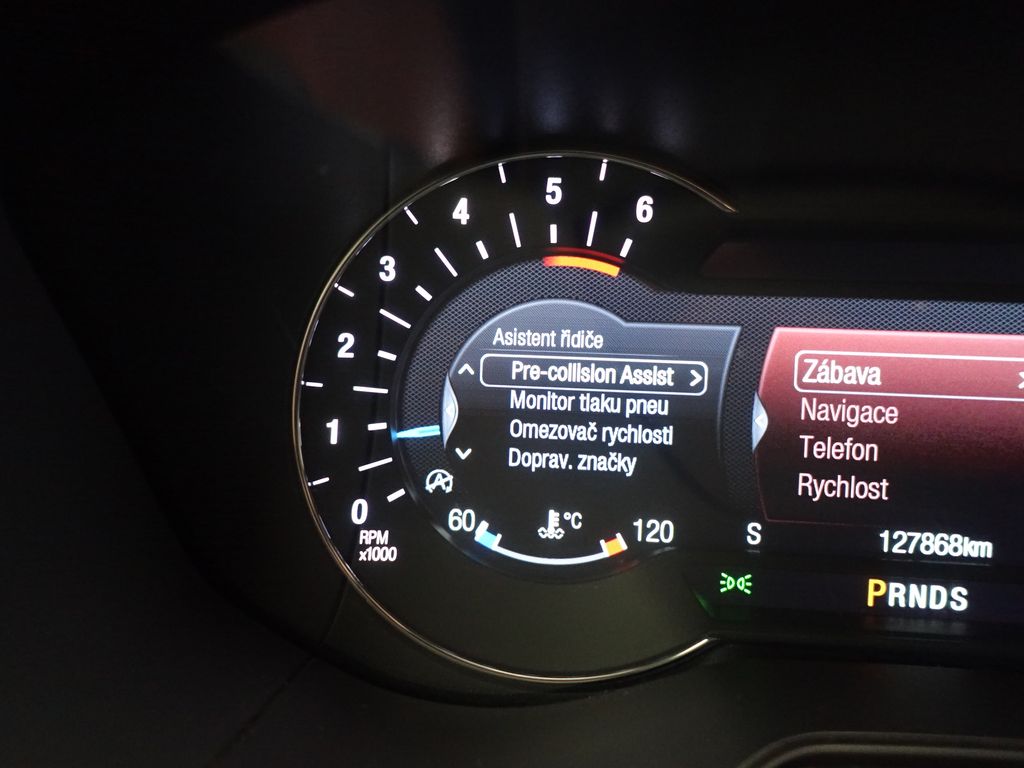 6
5
4
3
2
1
0
RPM
x1000
Asistent řidiče
Pre-collision Assist
Monitor tlaku pneu
Omezovač rychlosti
Doprav. značky
A
60 °C 120
Zábava
Navigace
Telefon
Rychlost
S 127868km
PRNDS